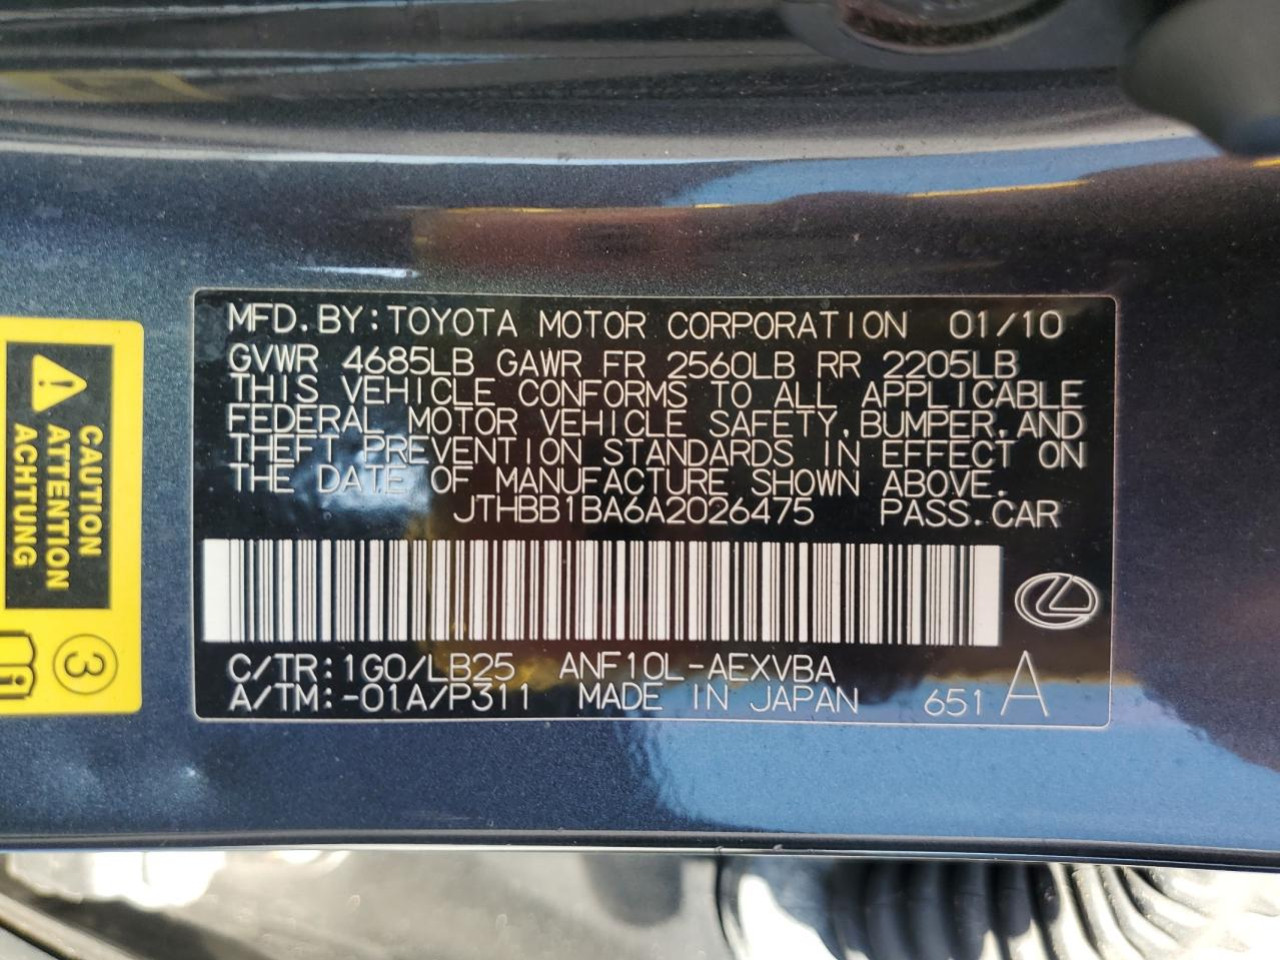 MFD. BY: TOYOTA MOTOR CORPORATION 01/10
GVWR 4685LB GAWR FR 2560LB RR 2205LB
THIS VEHICLE CONFORMS TO ALL APPLICABLE
FEDERAL MOTOR VEHICLE SAFETY, BUMPER, AND
THEFT PREVENTION STANDARDS IN EFFECT ON
THE DATE OF MANUFACTURE SHOWN ABOVE.
JTHBB1BA6A2026475 PASS. CAR
C/TR: 1G0/LB25 ANF10L-AEXVBA
A/TM: -01A/P311 MADE IN JAPAN 651 A
CAUTION
ATTENTION
ACHTUNG
3